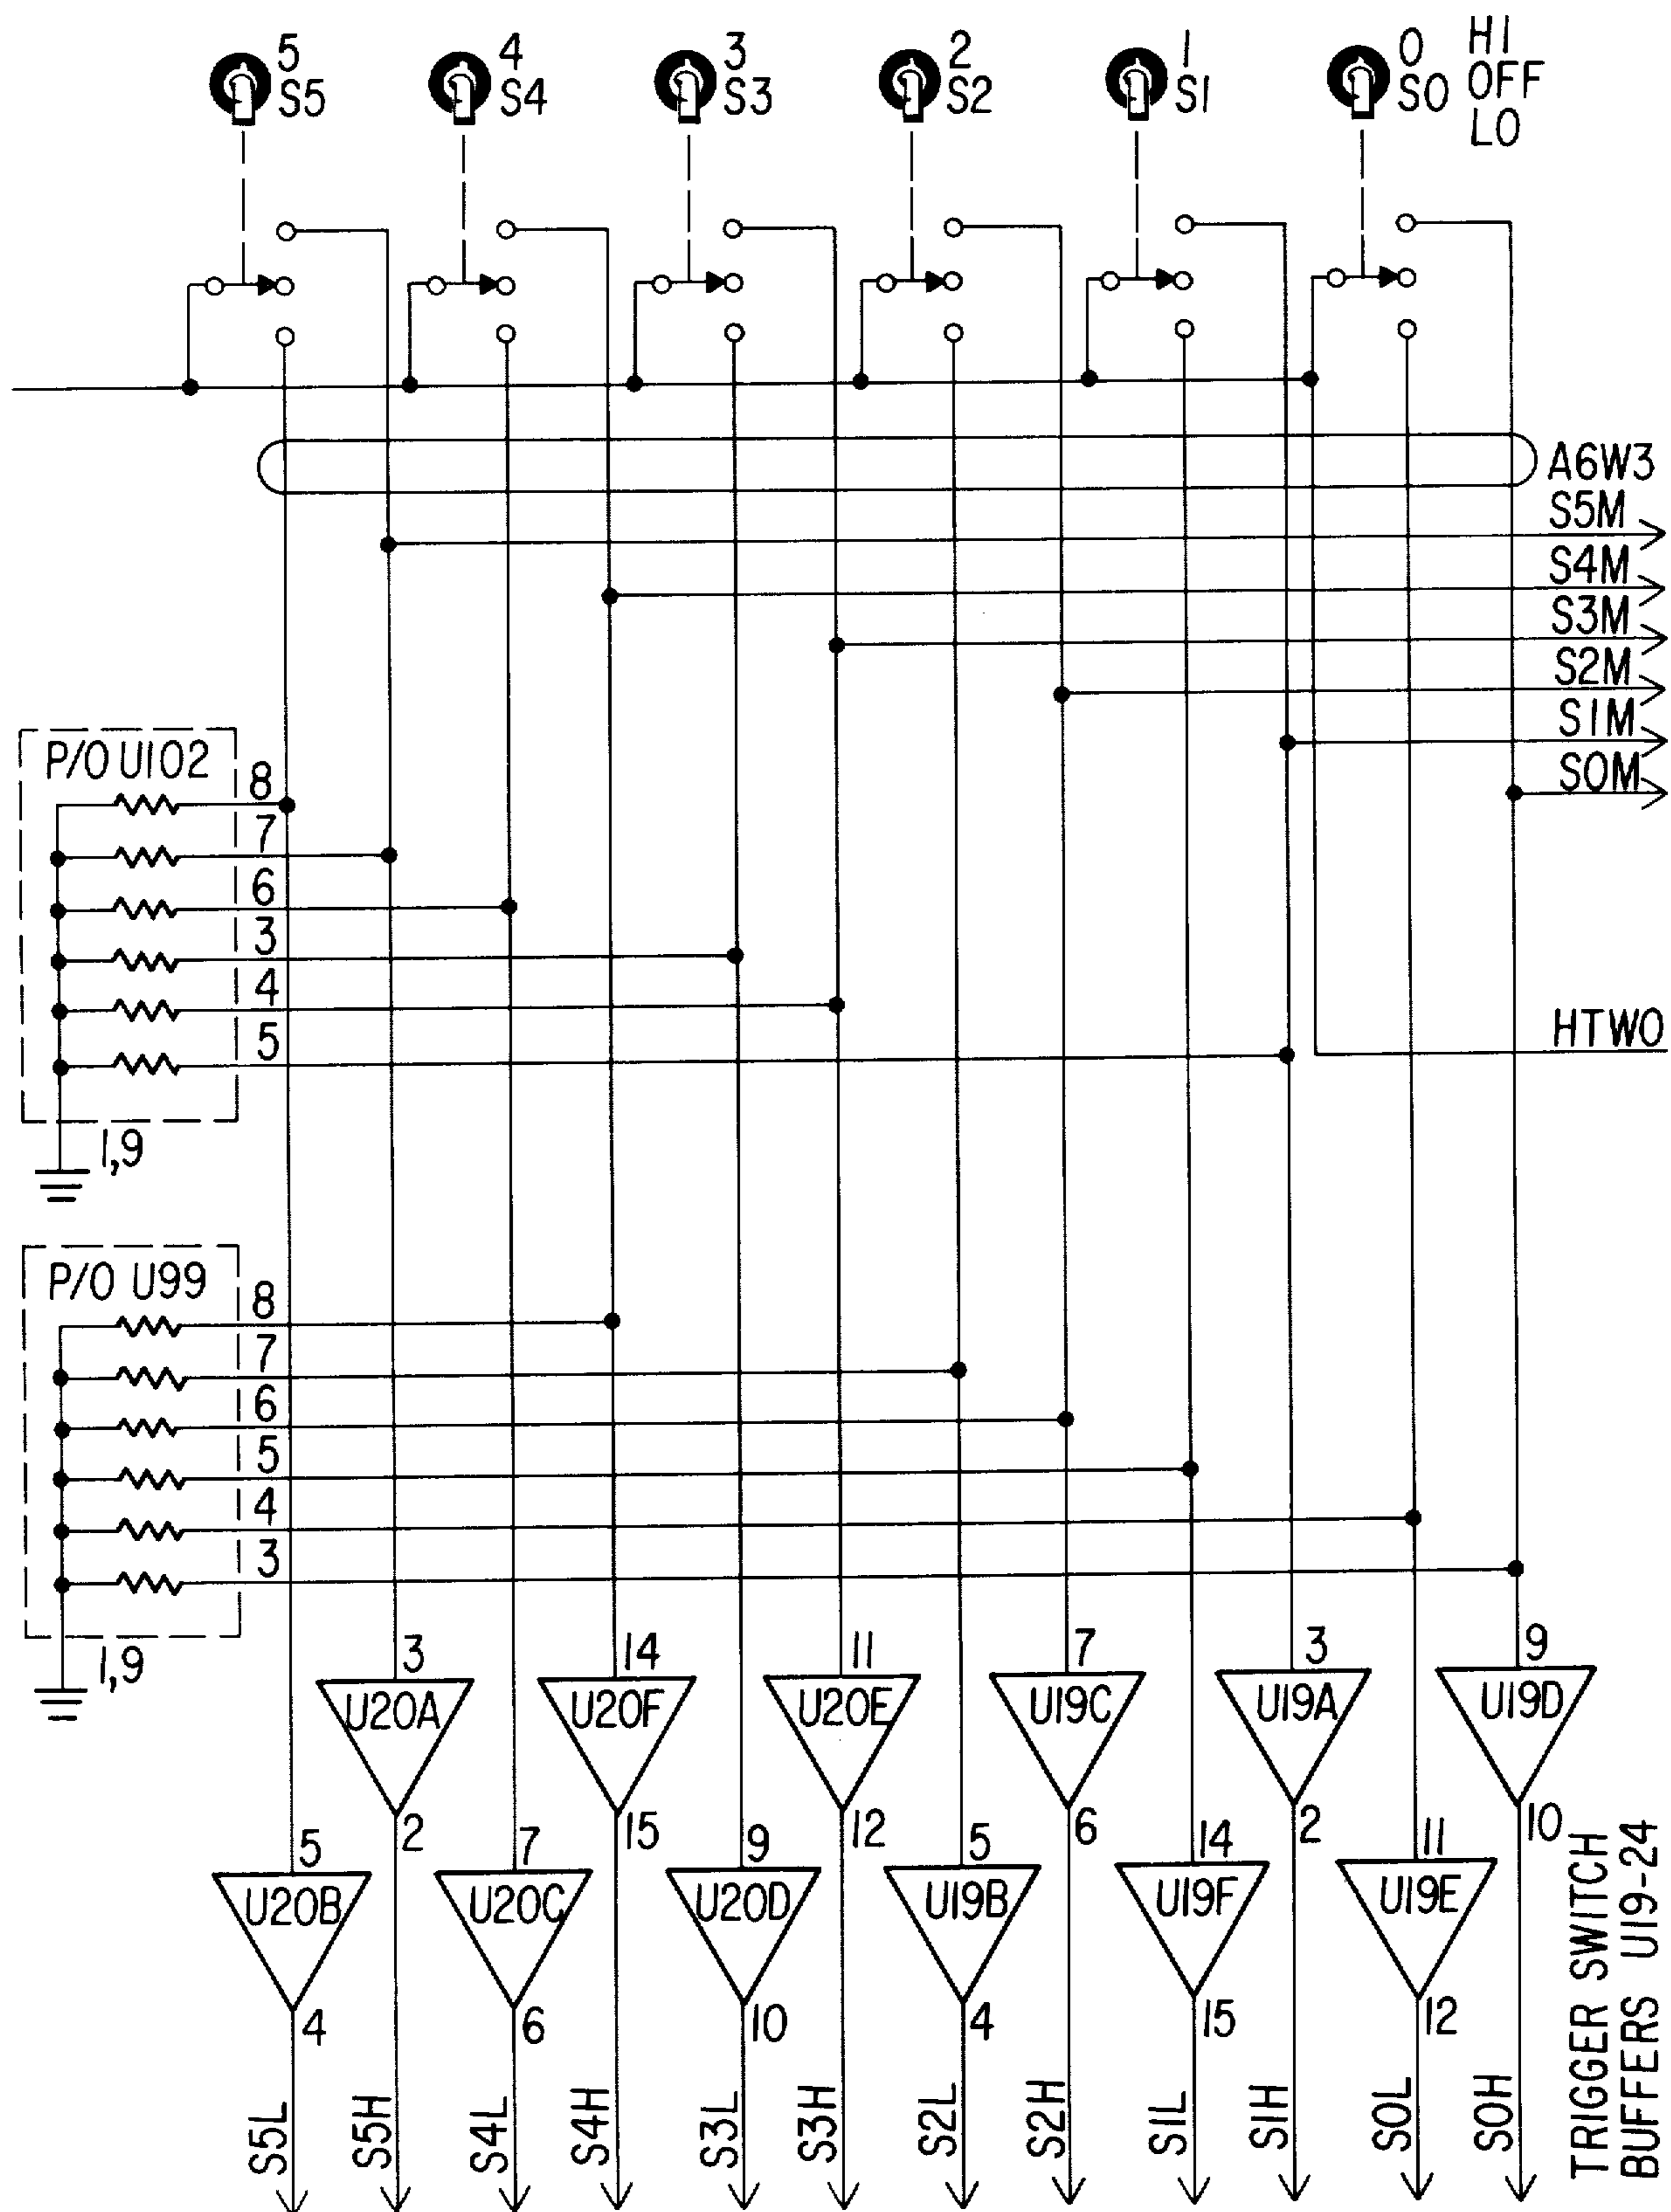 5
S5
4
S4
3
S3
2
S2
1
S1
0
S0
HI
OFF
LO
A6W3
S5M
S4M
S3M
S2M
S1M
S0M
P/O U102
8
7
6
3
4
5
1,9
HTWO
P/O U99
8
7
6
5
4
3
1,9
3
U20A
2
14
U20F
15
11
U20E
12
7
U19C
6
3
U19A
2
9
U19D
10
5
U20B
4
7
U20C
6
9
U20D
10
5
U19B
4
14
U19F
15
11
U19E
12
S5L
S5H
S4L
S4H
S3L
S3H
S2L
S2H
S1L
S1H
S0L
S0H
TRIGGER SWITCH
BUFFERS U19-24